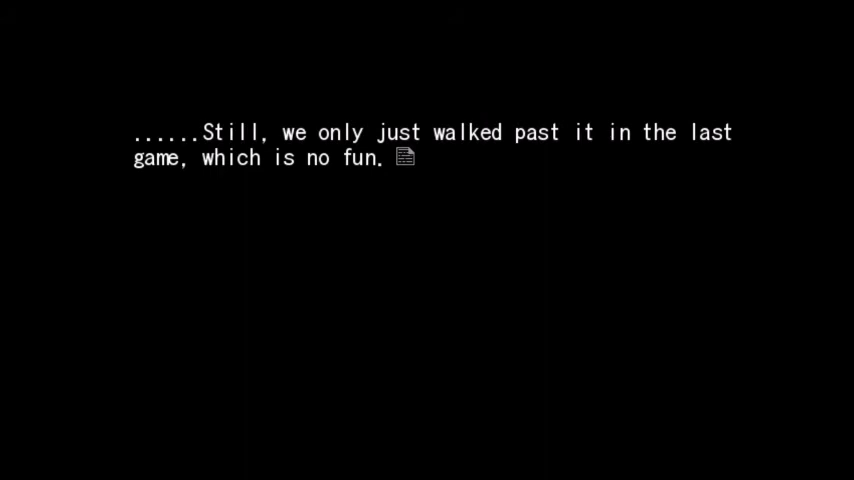 ......Still, we only just walked past it in the last
game, which is no fun.